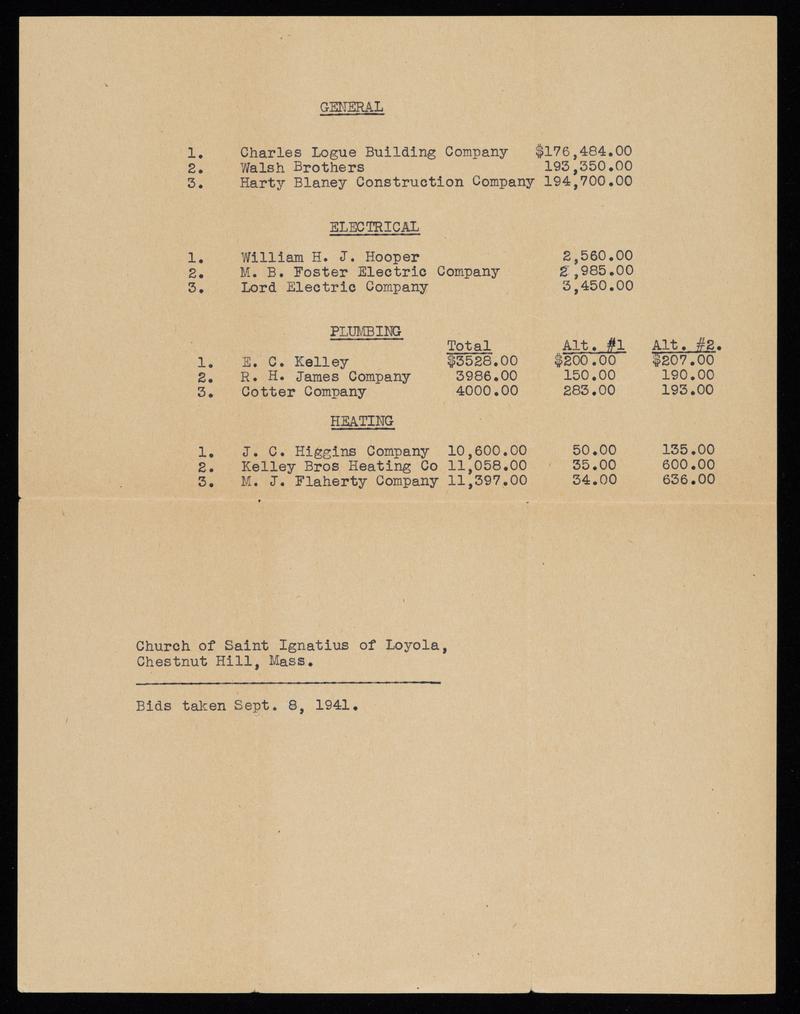 GENERAL
1. Charles Logue Building Company $176,484.00
2. Walsh Brothers 193,350.00
3. Harty Blaney Construction Company 194,700.00
ELECTRICAL
1. William H. J. Hooper 2,560.00
2. M. B. Foster Electric Company 2,985.00
3. Lord Electric Company 3,450.00
PLUMBING
Total Alt. #1 Alt. #2.
1. E. C. Kelley $3528.00 $200.00 $207.00
2. R. H. James Company 3986.00 150.00 190.00
3. Cotter Company 4000.00 283.00 193.00
HEATING
1. J. C. Higgins Company 10,600.00 50.00 135.00
2. Kelley Bros Heating Co 11,058.00 35.00 600.00
3. M. J. Flaherty Company 11,397.00 34.00 636.00
Church of Saint Ignatius of Loyola,
Chestnut Hill, Mass.
Bids taken Sept. 8, 1941.